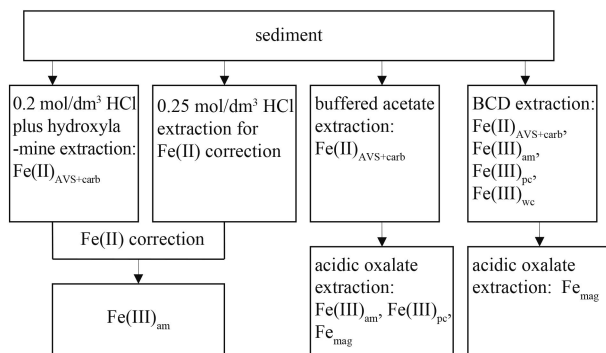 sediment
0.2 mol/dm³ HCl
plus hydroxyla
-mine extraction:
Fe(II)AVS+carb
0.25 mol/dm³ HCl
extraction for
Fe(II) correction
buffered acetate
extraction:
Fe(II)AVS+carb
BCD extraction:
Fe(II)AVS+carb,
Fe(III)am,
Fe(III)pc,
Fe(III)wc
Fe(II) correction
Fe(III)am
acidic oxalate
extraction:
Fe(III)am, Fe(III)pc,
Femag
acidic oxalate
extraction: Femag